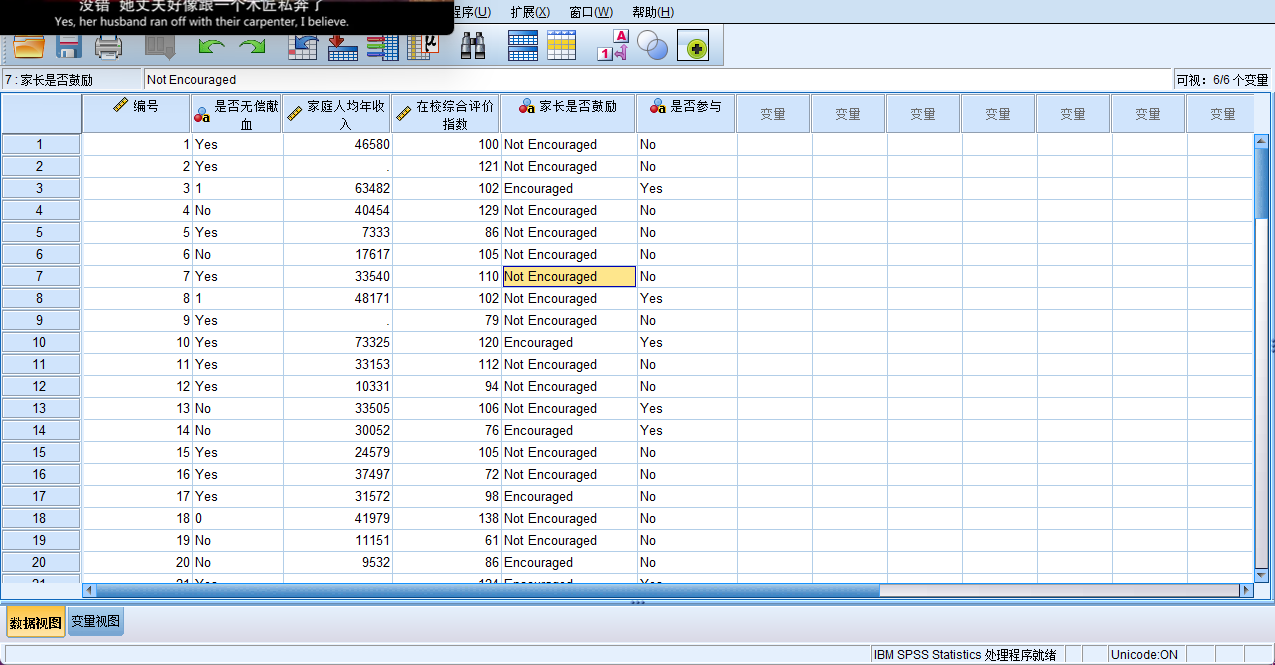 没错 她丈夫好像跟一个木匠私奔了
Yes, her husband ran off with their carpenter, I believe.
程序(U) 扩展(X) 窗口(W) 帮助(H)
7 : 家长是否鼓励 Not Encouraged 可视： 6/6 个变量
编号 是否无偿献血 家庭人均年收入 在校综合评价指数 家长是否鼓励 是否参与 变量 变量 变量 变量 变量 变量 变量
1 1 Yes 46580 100 Not Encouraged No
2 2 Yes . 121 Not Encouraged No
3 3 1 63482 102 Encouraged Yes
4 4 No 40454 129 Not Encouraged No
5 5 Yes 7333 86 Not Encouraged No
6 6 No 17617 105 Not Encouraged No
7 7 Yes 33540 110 Not Encouraged No
8 8 1 48171 102 Not Encouraged Yes
9 9 Yes . 79 Not Encouraged No
10 10 Yes 73325 120 Encouraged Yes
11 11 Yes 33153 112 Not Encouraged No
12 12 Yes 10331 94 Not Encouraged No
13 13 No 33505 106 Not Encouraged Yes
14 14 No 30052 76 Encouraged Yes
15 15 Yes 24579 105 Not Encouraged No
16 16 Yes 37497 72 Not Encouraged No
17 17 Yes 31572 98 Encouraged No
18 18 0 41979 138 Not Encouraged No
19 19 No 11151 61 Not Encouraged No
20 20 No 9532 86 Encouraged No
21 21 Yes 124 Encouraged Yes
数据视图 变量视图
IBM SPSS Statistics 处理程序就绪 Unicode:ON